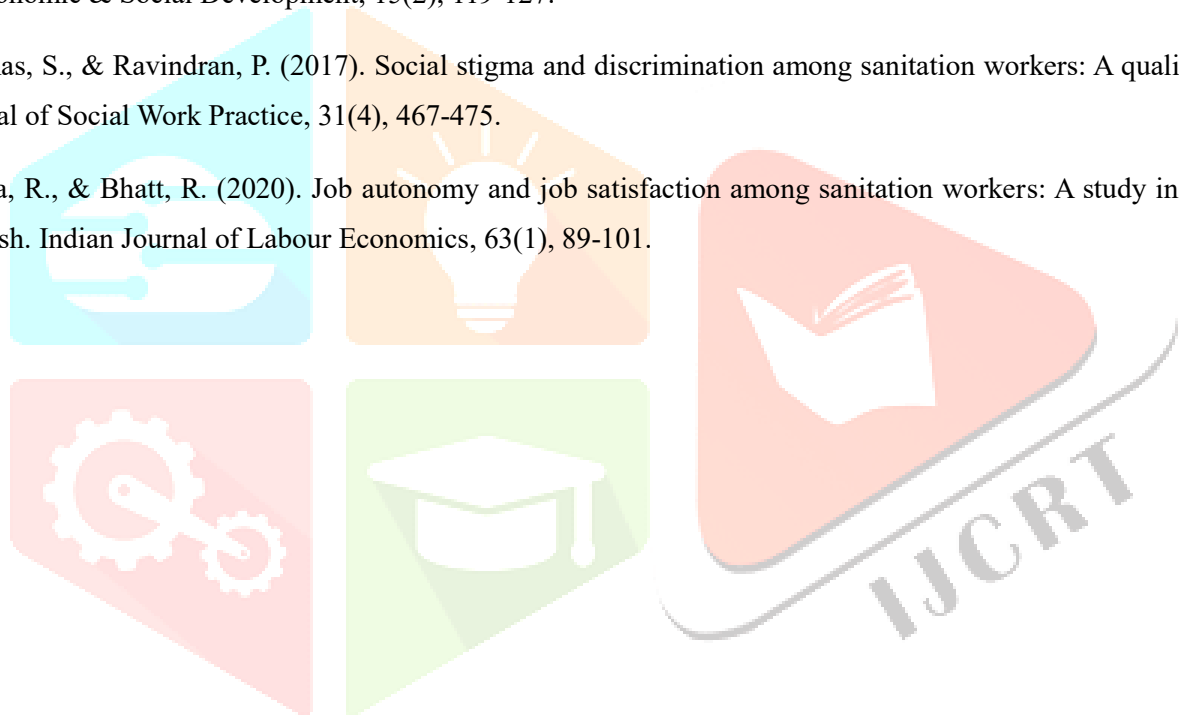 onomic & Social Development, 15(2), 119-127.
as, S., & Ravindran, P. (2017). Social stigma and discrimination among sanitation workers: A quali
al of Social Work Practice, 31(4), 467-475.
a, R., & Bhatt, R. (2020). Job autonomy and job satisfaction among sanitation workers: A study in
sh. Indian Journal of Labour Economics, 63(1), 89-101.
IJCRT